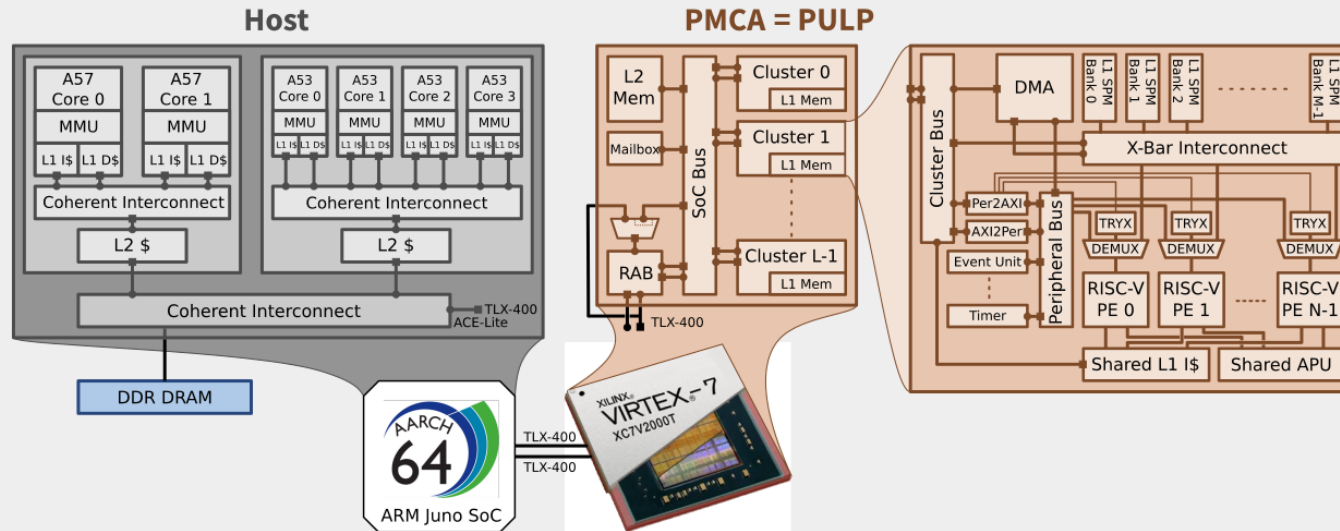 Host
PMCA = PULP
A57
Core 0
MMU
L1 I$
L1 D$
A57
Core 1
MMU
L1 I$
L1 D$
Coherent Interconnect
L2 $
A53
Core 0
MMU
L1 I$
L1 D$
A53
Core 1
MMU
L1 I$
L1 D$
A53
Core 2
MMU
L1 I$
L1 D$
A53
Core 3
MMU
L1 I$
L1 D$
Coherent Interconnect
L2 $
Coherent Interconnect
TLX-400
ACE-Lite
DDR DRAM
AARCH
64
ARM Juno SoC
TLX-400
TLX-400
L2
Mem
Mailbox
RAB
SoC Bus
Cluster 0
L1 Mem
Cluster 1
L1 Mem
Cluster L-1
L1 Mem
TLX-400
XILINX®
VIRTEX®-7
XC7V2000T
Cluster Bus
DMA
L1 SPM
Bank 0
L1 SPM
Bank 1
L1 SPM
Bank 2
L1 SPM
Bank M-1
X-Bar Interconnect
Per2AXI
AXI2Per
Event Unit
Timer
Peripheral Bus
TRYX
DEMUX
RISC-V
PE 0
TRYX
DEMUX
RISC-V
PE 1
TRYX
DEMUX
RISC-V
PE N-1
Shared L1 I$
Shared APU